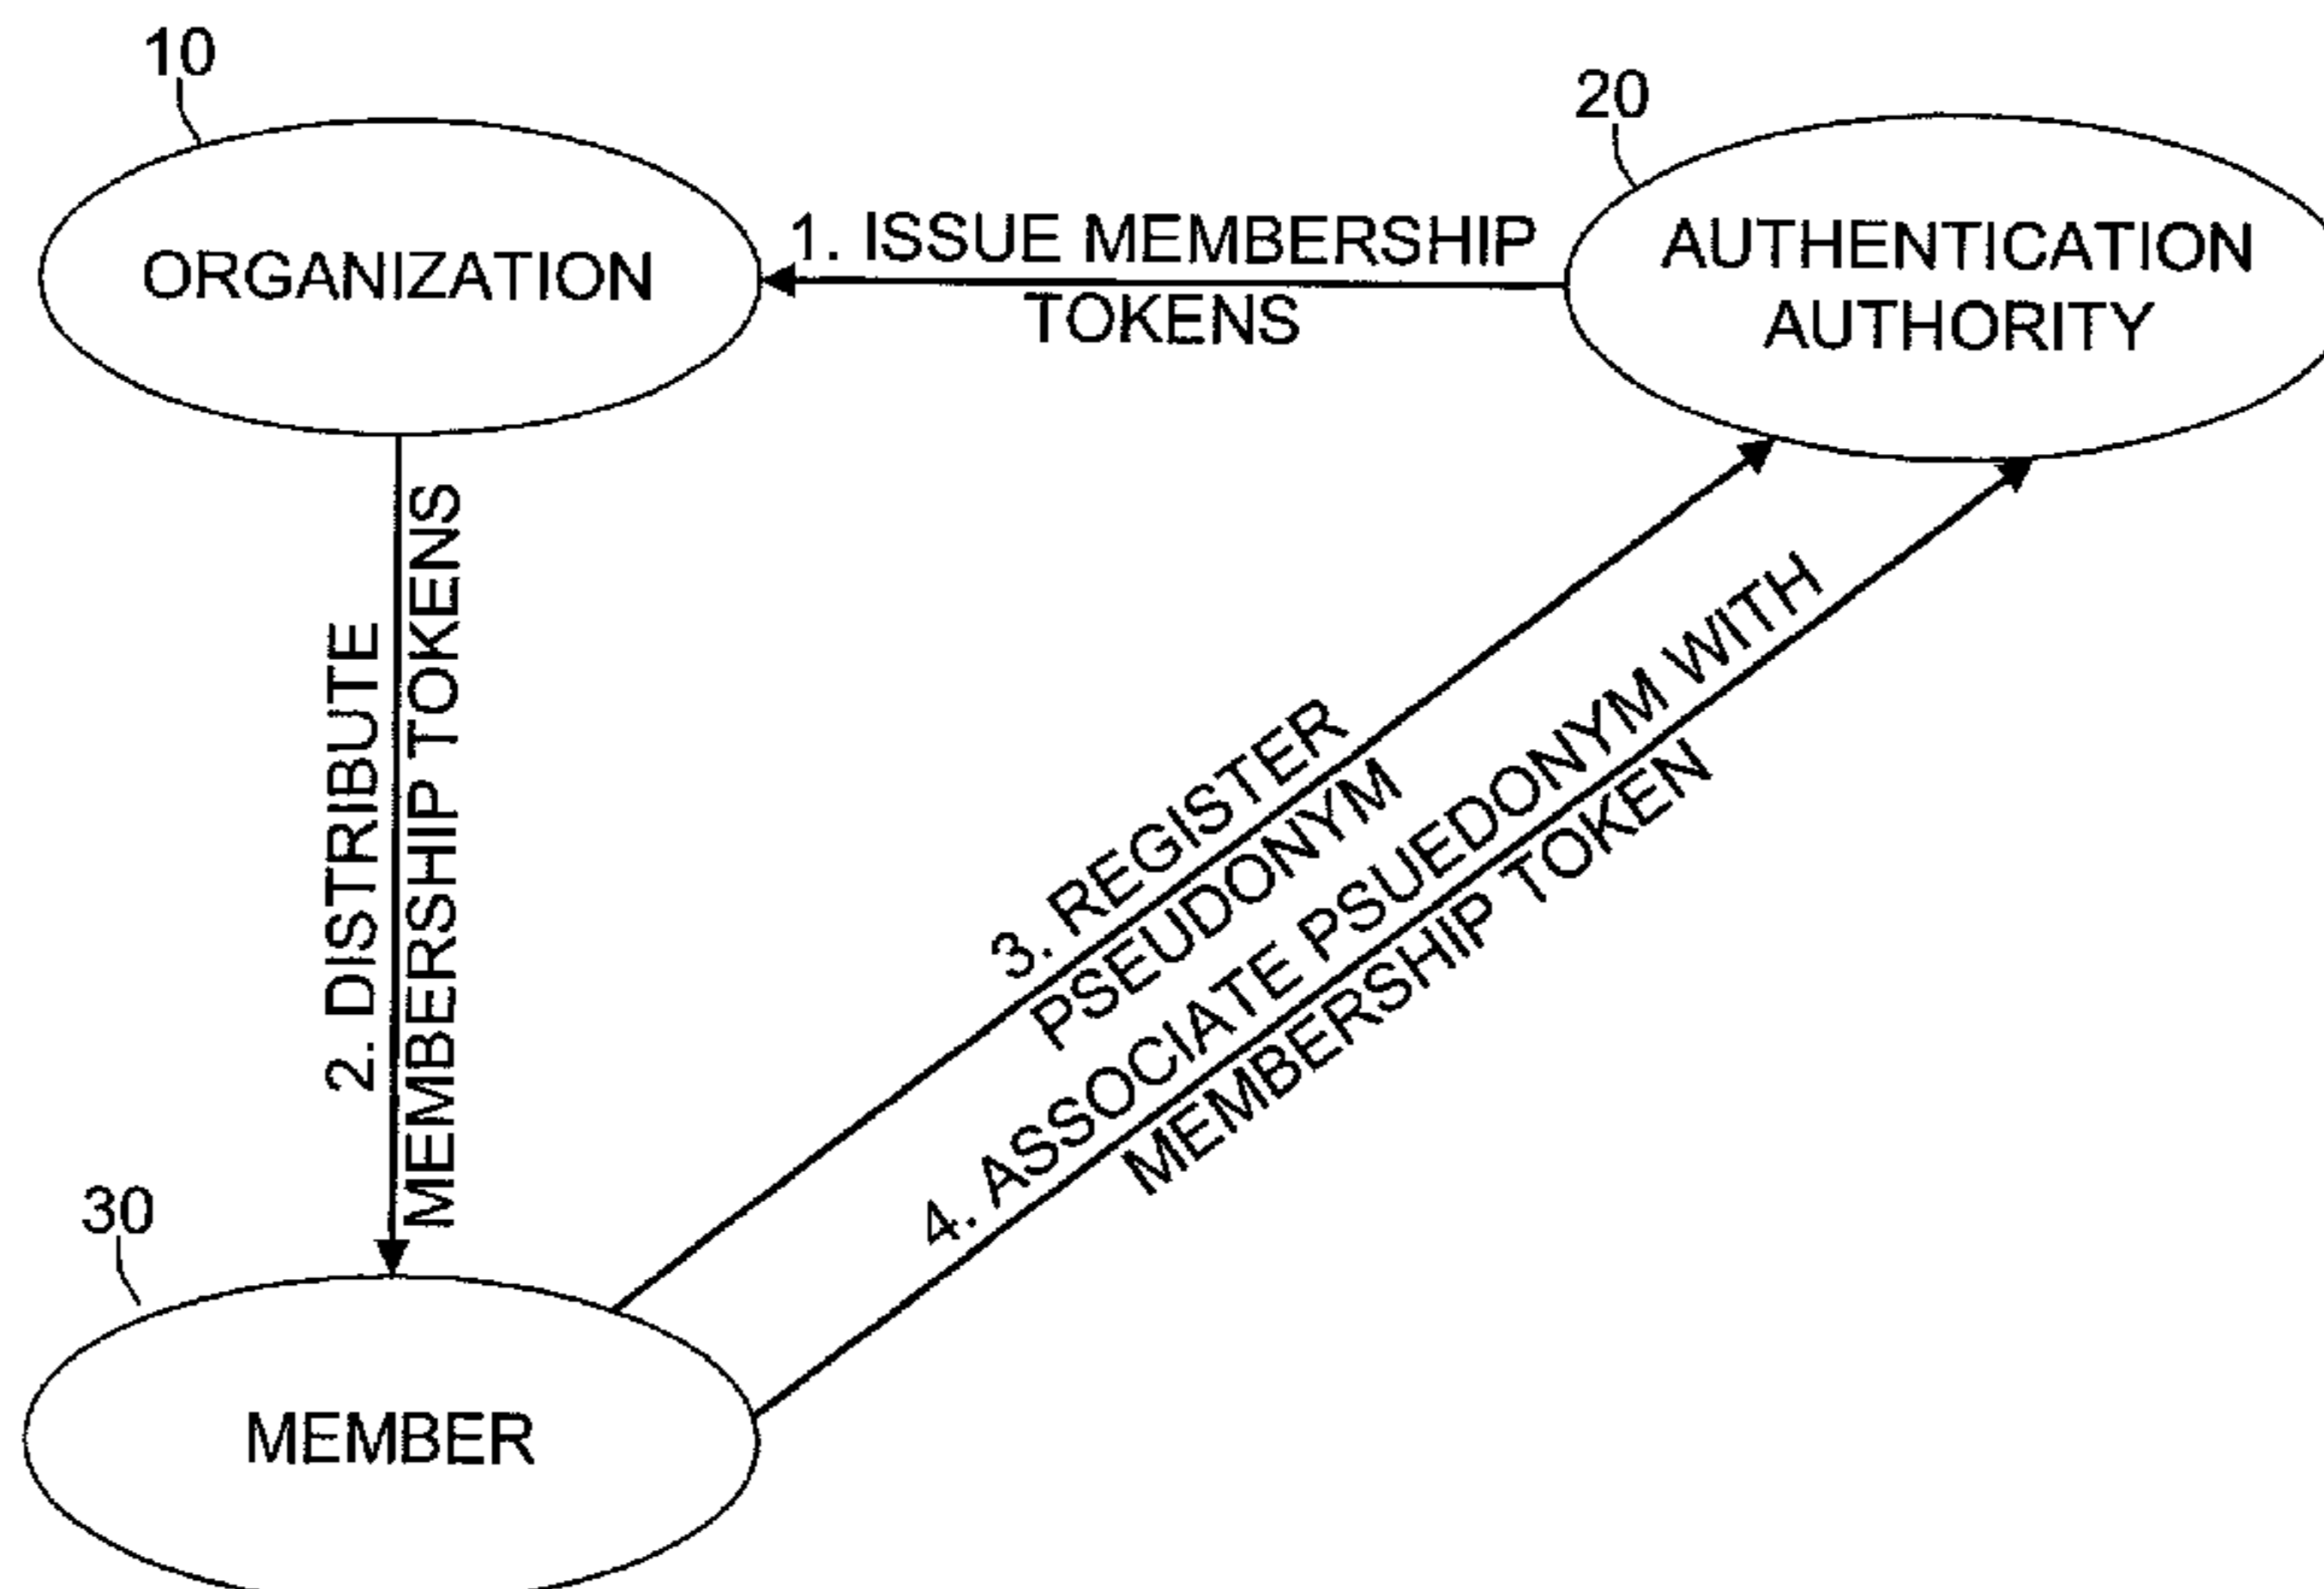 10
20
ORGANIZATION
1. ISSUE MEMBERSHIP
TOKENS
AUTHENTICATION
AUTHORITY
2. DISTRIBUTE
MEMBERSHIP TOKENS
3. REGISTER
PSEUDONYM
4. ASSOCIATE PSUEDONYM WITH
MEMBERSHIP TOKEN
30
MEMBER